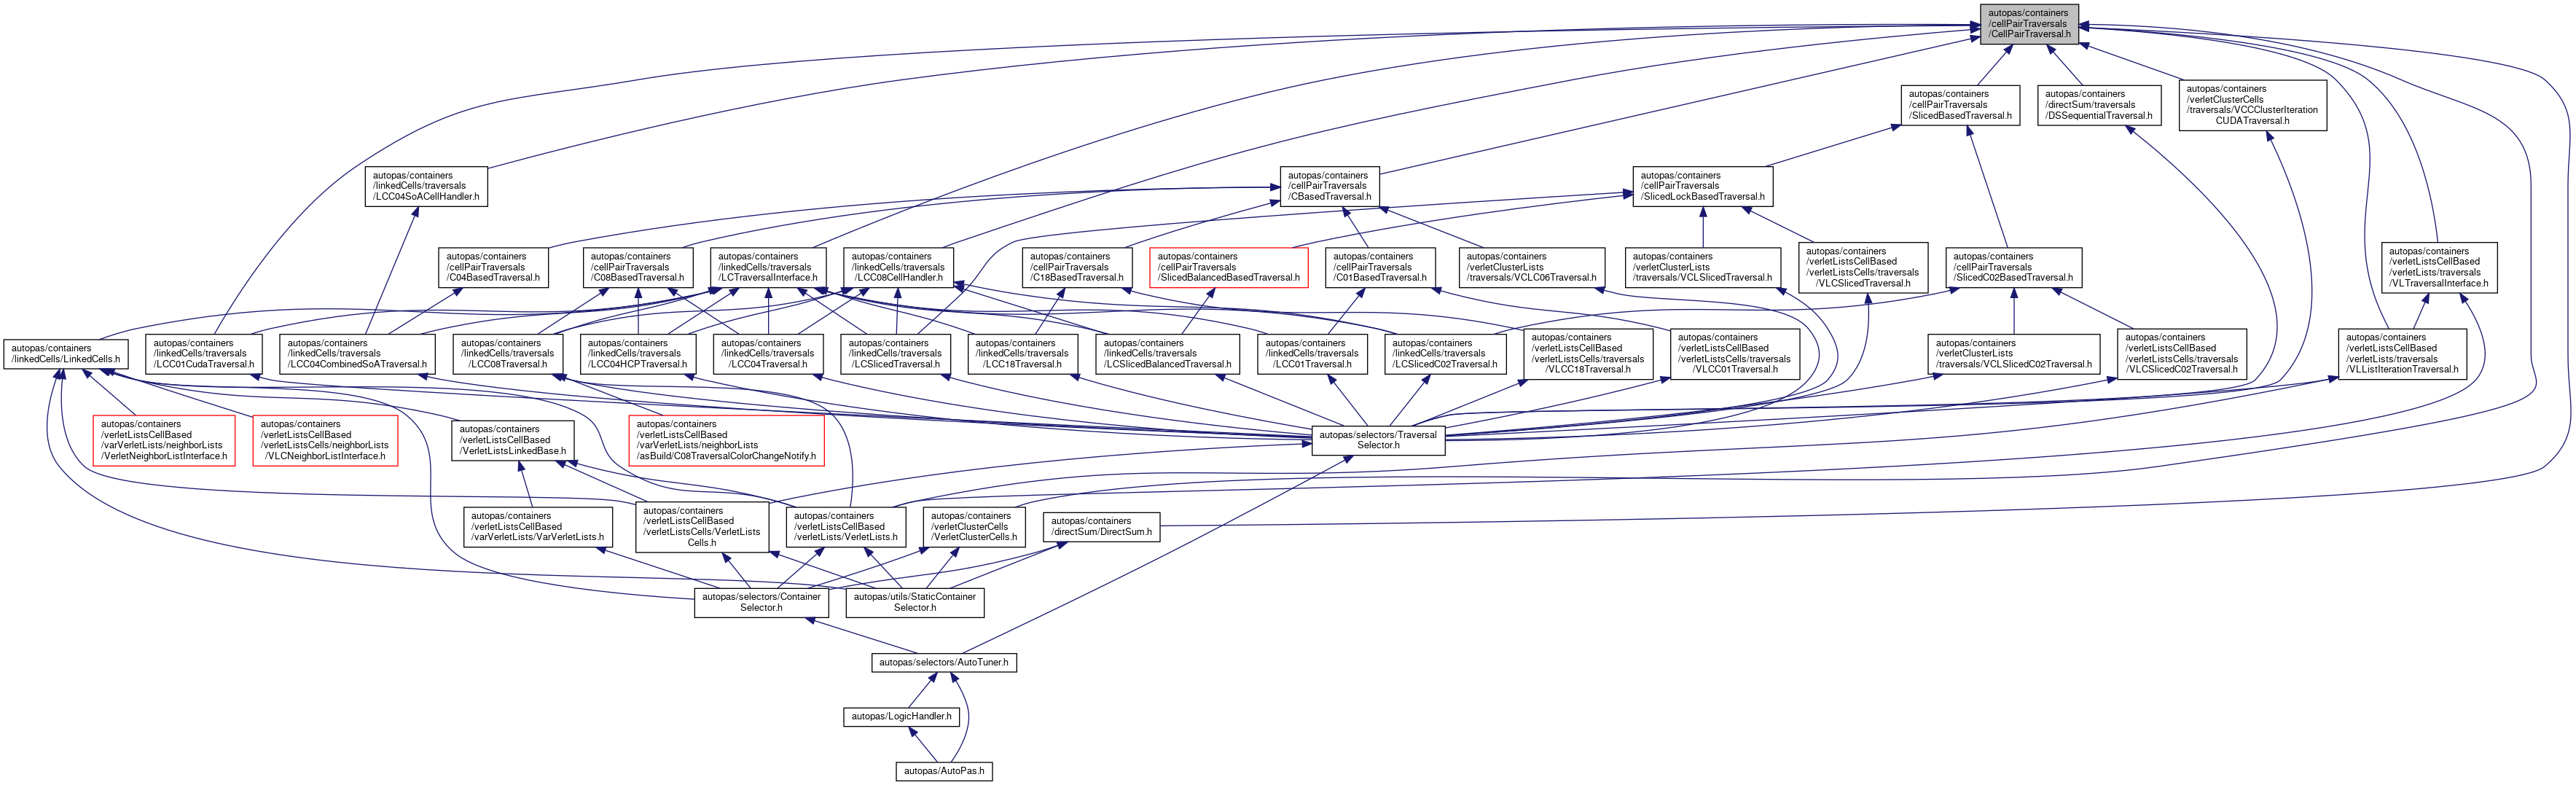 autopas/containers
/cellPairTraversals
/CellPairTraversal.h
autopas/containers
/cellPairTraversals
/SlicedBasedTraversal.h
autopas/containers
/directSum/traversals
/DSSequentialTraversal.h
autopas/containers
/verletClusterCells
/traversals/VCCClusterIteration
CUDATraversal.h
autopas/containers
/linkedCells/traversals
/LCC04SoACellHandler.h
autopas/containers
/cellPairTraversals
/CBasedTraversal.h
autopas/containers
/cellPairTraversals
/SlicedLockBasedTraversal.h
autopas/containers
/cellPairTraversals
/C04BasedTraversal.h
autopas/containers
/cellPairTraversals
/C08BasedTraversal.h
autopas/containers
/linkedCells/traversals
/LCTraversalInterface.h
autopas/containers
/linkedCells/traversals
/LCC08CellHandler.h
autopas/containers
/cellPairTraversals
/C18BasedTraversal.h
autopas/containers
/cellPairTraversals
/SlicedBalancedBasedTraversal.h
autopas/containers
/cellPairTraversals
/C01BasedTraversal.h
autopas/containers
/verletClusterLists
/traversals/VCLC06Traversal.h
autopas/containers
/verletClusterLists
/traversals/VCLSlicedTraversal.h
autopas/containers
/verletListsCellBased
/verletListsCells/traversals
/VLCSlicedTraversal.h
autopas/containers
/cellPairTraversals
/SlicedC02BasedTraversal.h
autopas/containers
/verletListsCellBased
/verletLists/traversals
/VLTraversalInterface.h
autopas/containers
/linkedCells/LinkedCells.h
autopas/containers
/linkedCells/traversals
/LCC01CudaTraversal.h
autopas/containers
/linkedCells/traversals
/LCC04CombinedSoATraversal.h
autopas/containers
/linkedCells/traversals
/LCC08Traversal.h
autopas/containers
/linkedCells/traversals
/LCC04HCPTraversal.h
autopas/containers
/linkedCells/traversals
/LCC04Traversal.h
autopas/containers
/linkedCells/traversals
/LCSlicedTraversal.h
autopas/containers
/linkedCells/traversals
/LCC18Traversal.h
autopas/containers
/linkedCells/traversals
/LCSlicedBalancedTraversal.h
autopas/containers
/linkedCells/traversals
/LCC01Traversal.h
autopas/containers
/linkedCells/traversals
/LCSlicedC02Traversal.h
autopas/containers
/verletListsCellBased
/verletListsCells/traversals
/VLCC18Traversal.h
autopas/containers
/verletListsCellBased
/verletListsCells/traversals
/VLCC01Traversal.h
autopas/containers
/verletClusterLists
/traversals/VCLSlicedC02Traversal.h
autopas/containers
/verletListsCellBased
/verletListsCells/traversals
/VLCSlicedC02Traversal.h
autopas/containers
/verletListsCellBased
/verletLists/traversals
/VLListIterationTraversal.h
autopas/containers
/verletListsCellBased
/varVerletLists/neighborLists
/VerletNeighborListInterface.h
autopas/containers
/verletListsCellBased
/verletListsCells/neighborLists
/VLCNeighborListInterface.h
autopas/containers
/verletListsCellBased
/VerletListsLinkedBase.h
autopas/containers
/verletListsCellBased
/varVerletLists/neighborLists
/asBuild/C08TraversalColorChangeNotify.h
autopas/selectors/Traversal
Selector.h
autopas/containers
/verletListsCellBased
/varVerletLists/VarVerletLists.h
autopas/containers
/verletListsCellBased
/verletListsCells/VerletLists
Cells.h
autopas/containers
/verletListsCellBased
/verletLists/VerletLists.h
autopas/containers
/verletClusterCells
/VerletClusterCells.h
autopas/containers
/directSum/DirectSum.h
autopas/selectors/Container
Selector.h
autopas/utils/StaticContainer
Selector.h
autopas/selectors/AutoTuner.h
autopas/LogicHandler.h
autopas/AutoPas.h